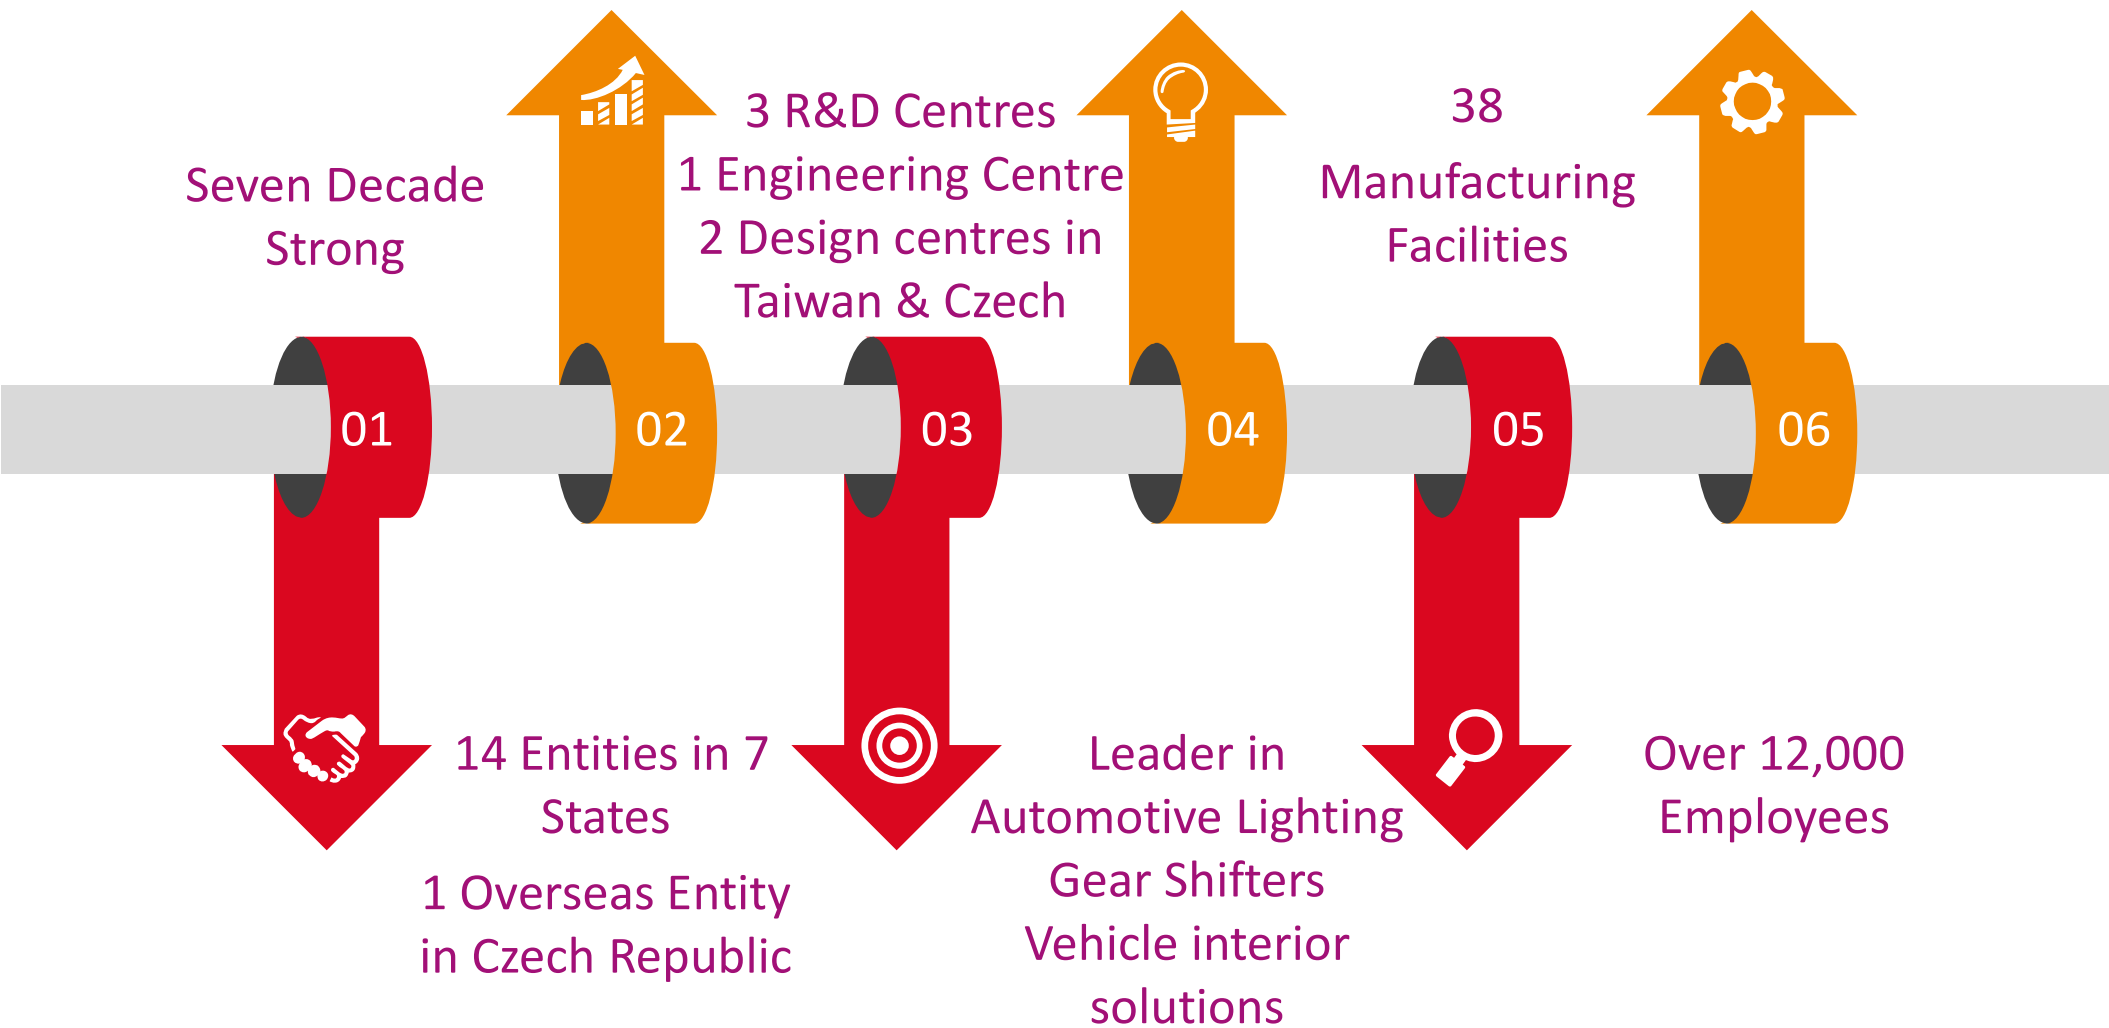 Seven Decade
Strong
01
14 Entities in 7
States
1 Overseas Entity
in Czech Republic
02
3 R&D Centres
1 Engineering Centre
2 Design centres in
Taiwan & Czech
03
Leader in
Automotive Lighting
Gear Shifters
Vehicle interior
solutions
04
38
Manufacturing
Facilities
05
Over 12,000
Employees
06